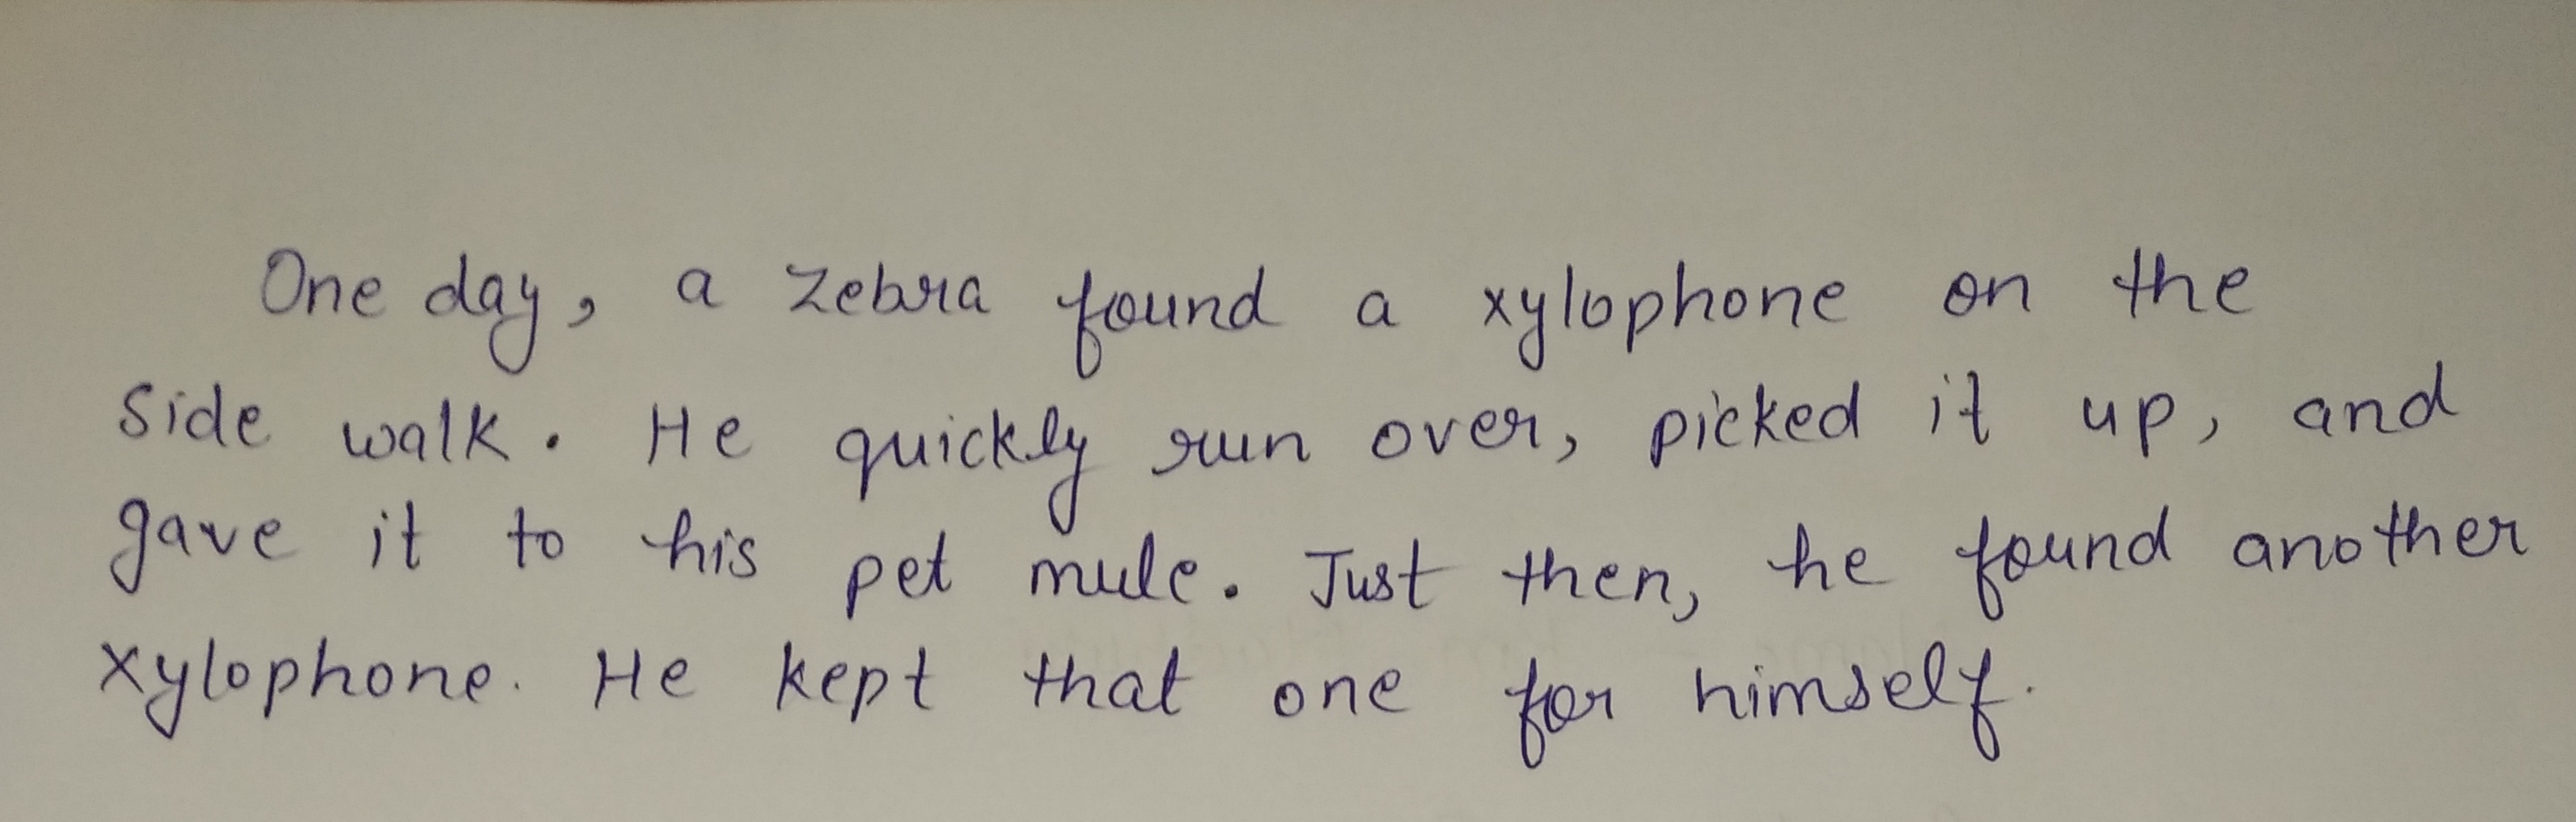 One day, a zebra found a xylophone on the
side walk. He quickly run over, picked it up, and
gave it to his pet mule. Just then, he found another
xylophone. He kept that one for himself.